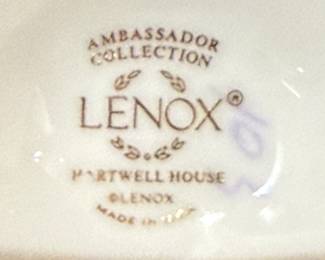 AMBASSADOR
COLLECTION
LENOX®
HARTWELL HOUSE
©LENOX
MADE IN